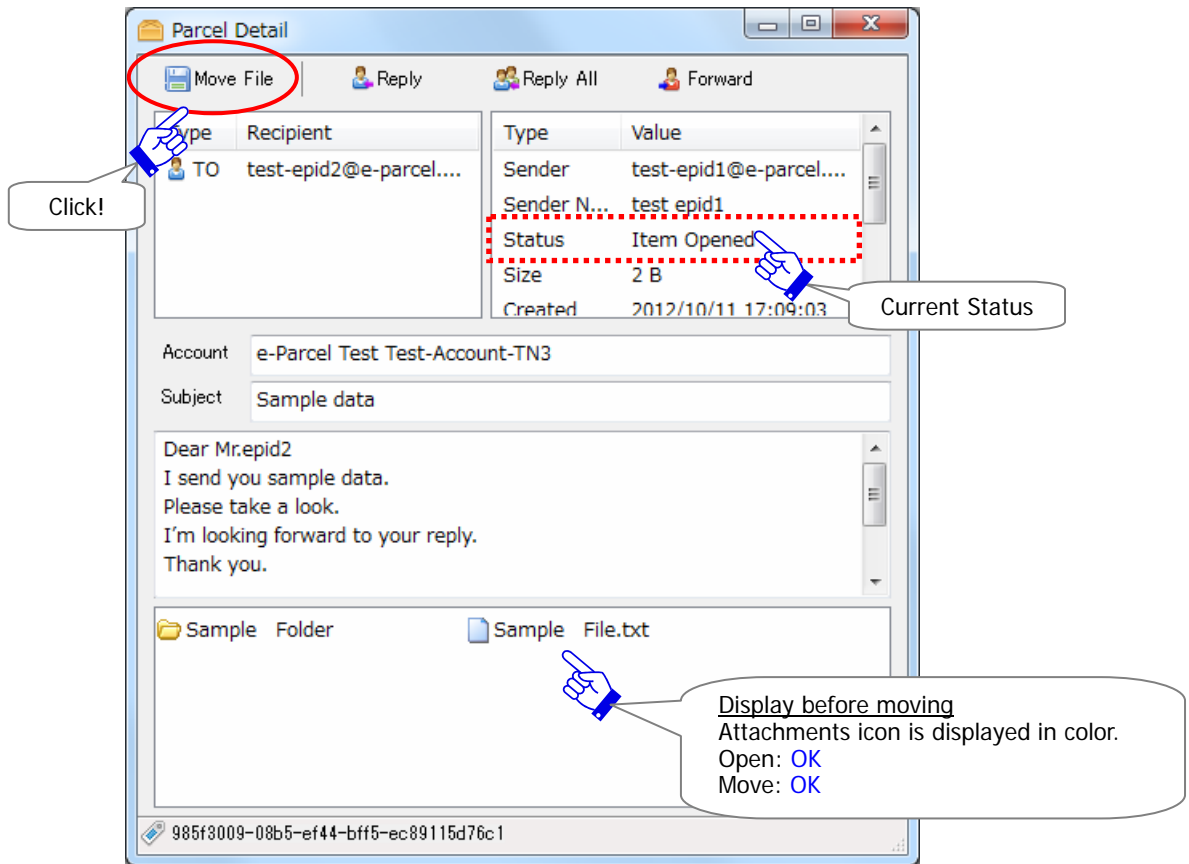 Parcel Detail
Move File Reply Reply All Forward
Type Recipient
TO test-epid2@e-parcel....
Type Value
Sender test-epid1@e-parcel....
Sender N... test epid1
Status Item Opened
Size 2 B
Created 2012/10/11 17:09:03
Click!
Current Status
Account e-Parcel Test Test-Account-TN3
Subject Sample data
Dear Mr.epid2
I send you sample data.
Please take a look.
I'm looking forward to your reply.
Thank you.
Sample Folder Sample File.txt
Display before moving
Attachments icon is displayed in color.
Open: OK
Move: OK
985f3009-08b5-ef44-bff5-ec89115d76c1